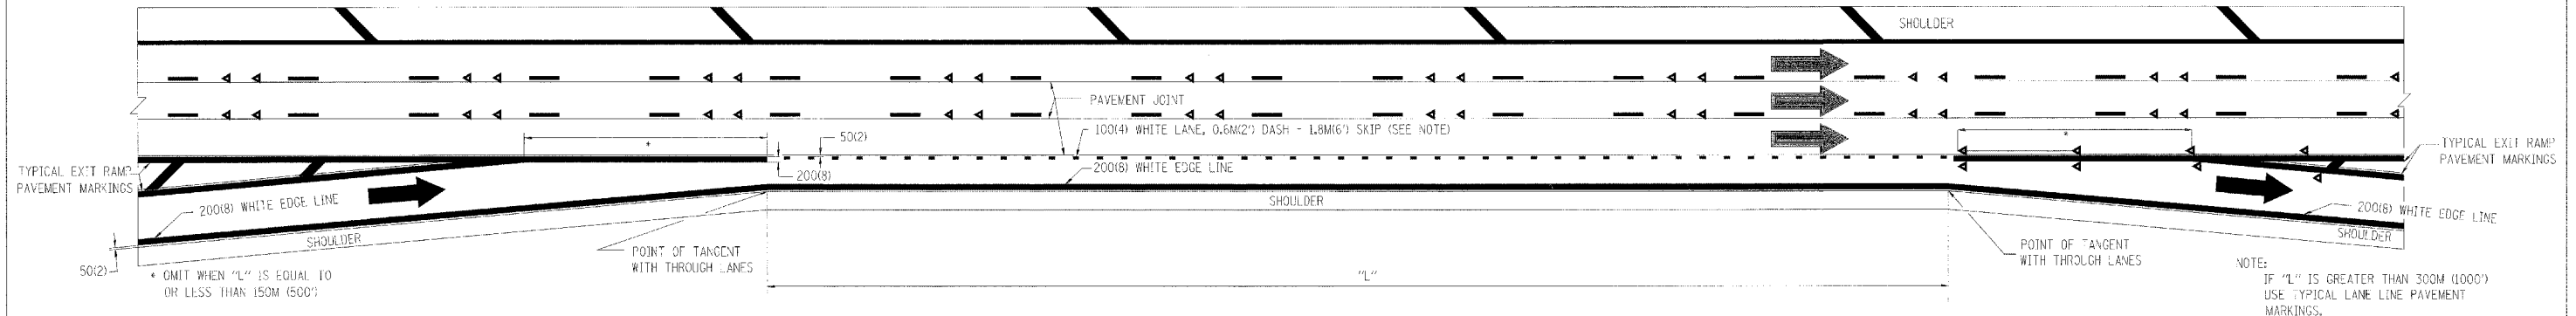 SHOULDER
PAVEMENT JOINT
100(4) WHITE LANE, 0.6M(2') DASH - 1.8M(6') SKIP (SEE NOTE)
50(2)
*
*
TYPICAL EXIT RAMP
PAVEMENT MARKINGS
TYPICAL EXIT RAMP
PAVEMENT MARKINGS
200(8)
200(8) WHITE EDGE LINE
200(8) WHITE EDGE LINE
SHOULDER
200(8) WHITE EDGE LINE
SHOULDER
SHOULDER
50(2)
POINT OF TANGENT
WITH THROUGH LANES
POINT OF TANGENT
WITH THROUGH LANES
* OMIT WHEN "L" IS EQUAL TO
OR LESS THAN 150M (500')
"L"
NOTE:
IF "L" IS GREATER THAN 300M (1000')
USE TYPICAL LANE LINE PAVEMENT
MARKINGS.